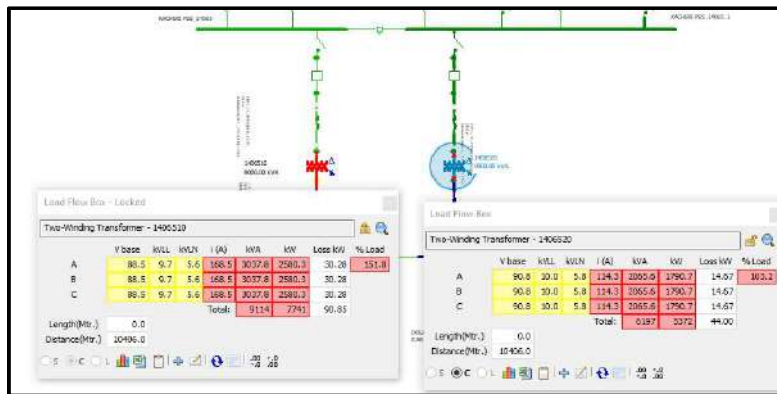 1406510
1406520
Load Flow Box - Locked
Two-Winding Transformer - 1406510
V base kVLL kVLN i (A) kVA kW Loss kW % Load
A 88.5 9.7 5.6 168.5 3037.8 2580.3 30.28 151.8
B 88.5 9.7 5.6 168.5 3037.8 2580.3 30.28
C 88.5 9.7 5.6 168.5 3037.8 2580.3 30.28
Total: 9114 7741 90.85
Length(Mtr.) 0.0
Distance(Mtr.) 10406.0
S C L
Load Flow Box
Two-Winding Transformer - 1406520
V base kVLL kVLN i (A) kVA kW Loss kW % Load
A 90.8 10.0 5.8 114.3 2065.6 1790.7 14.67 103.2
B 90.8 10.0 5.8 114.3 2065.6 1790.7 14.67
C 90.8 10.0 5.8 114.3 2065.6 1790.7 14.67
Total: 6197 5372 44.00
Length(Mtr.) 0.0
Distance(Mtr.) 10406.0
S C L